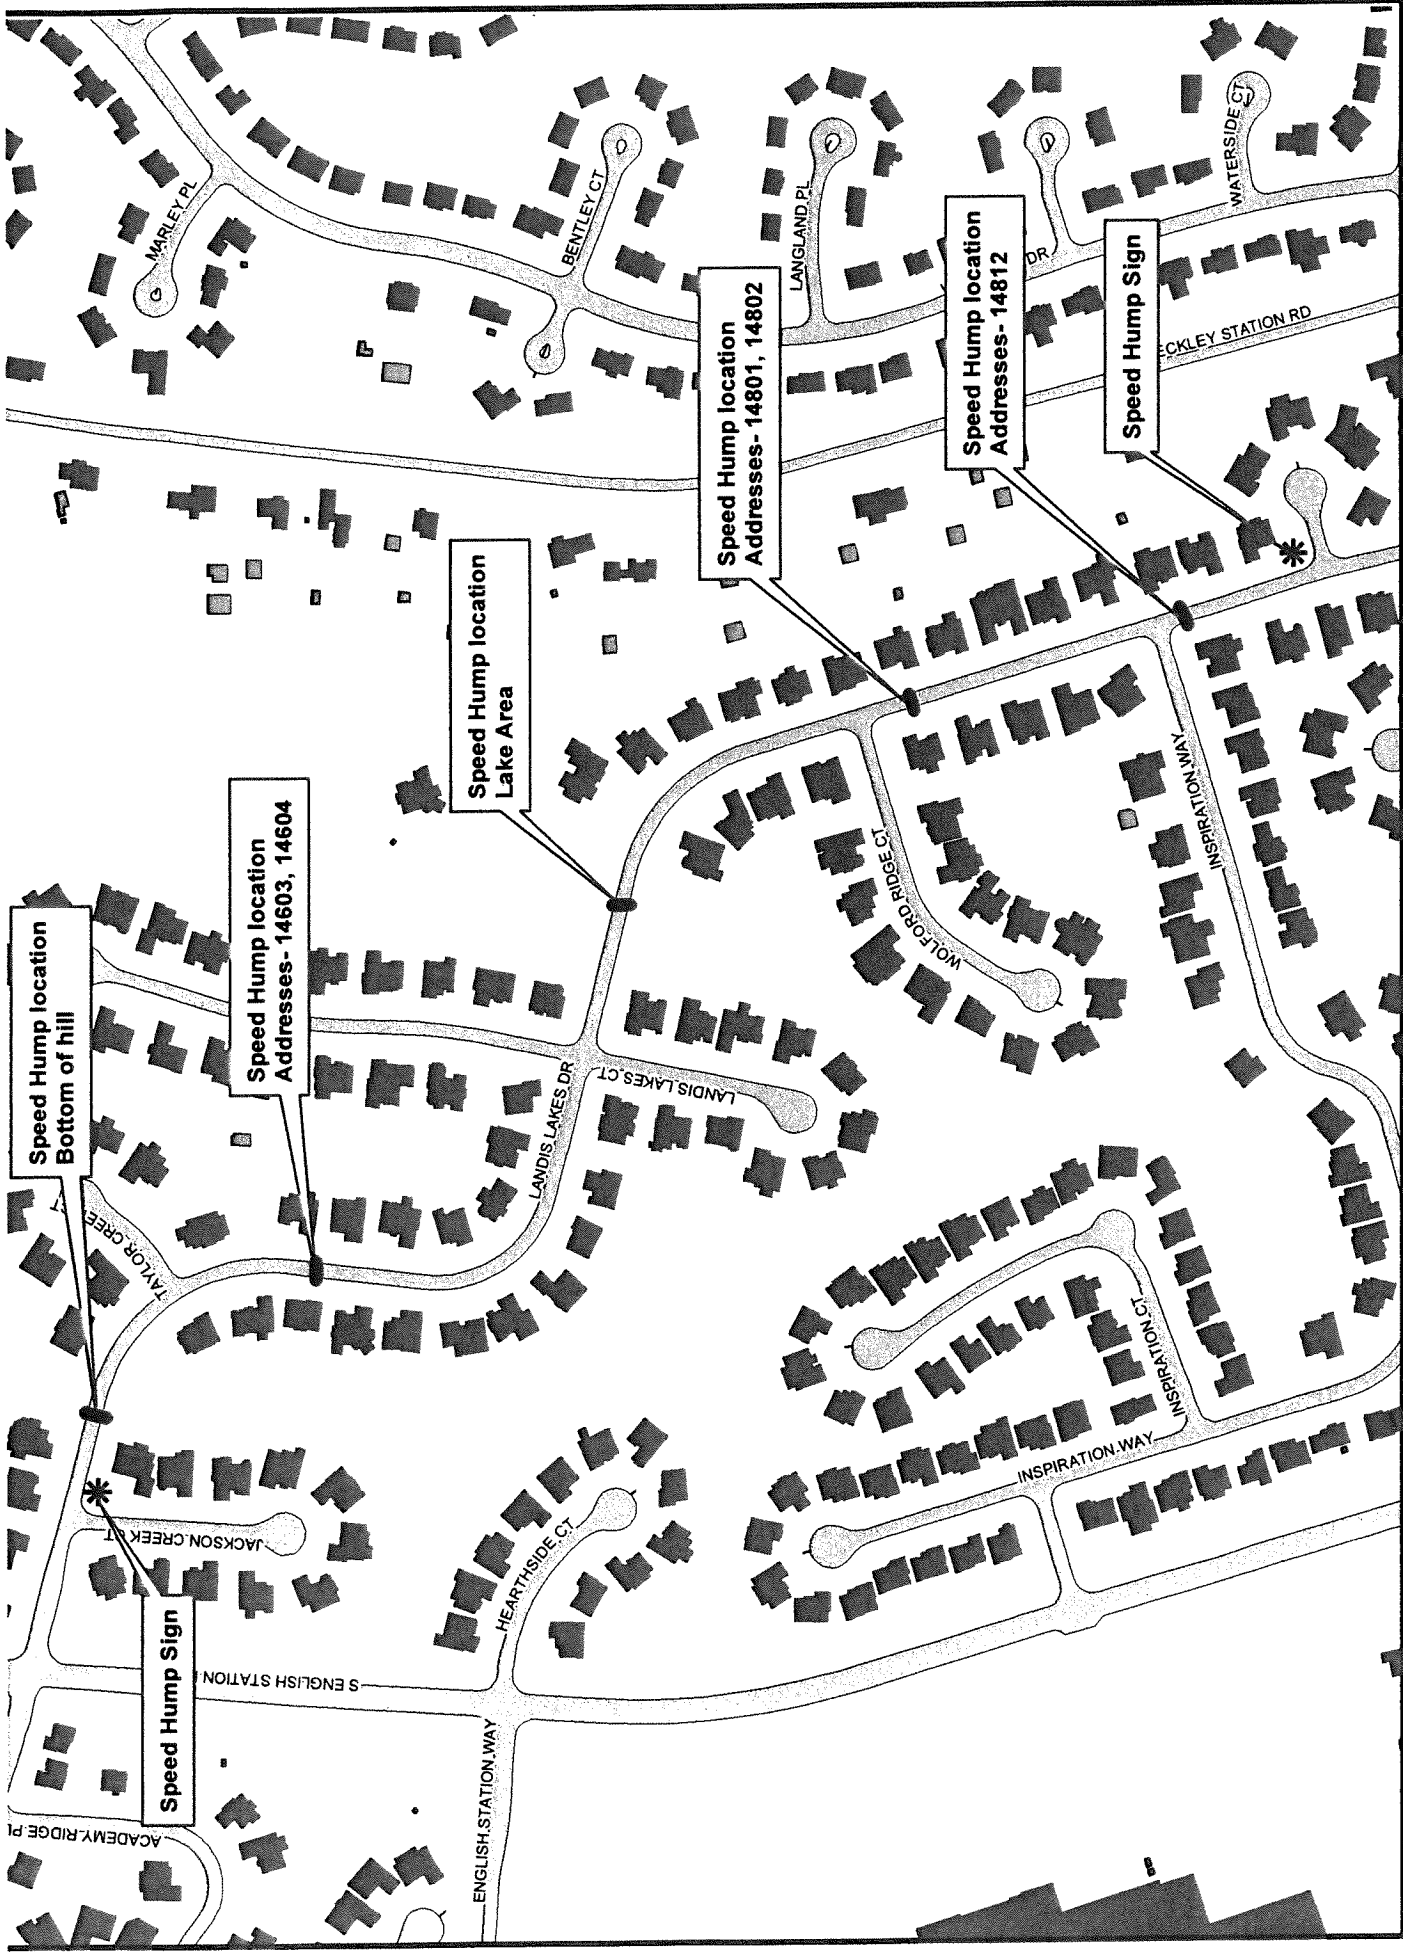 Speed Hump location
Bottom of hill
Speed Hump location
Addresses- 14603, 14604
Speed Hump location
Lake Area
Speed Hump location
Addresses- 14801, 14802
Speed Hump location
Addresses- 14812
Speed Hump Sign
Speed Hump Sign
MARLEY PL
BENTLEY CT
LANGLAND PL
DR
WATERSIDE CT
ECKLEY STATION RD
TAYLOR CREE
CT
LANDIS LAKES DR
LANDIS LAKES CT
WOLFORD RIDGE CT
INSPIRATION WAY
INSPIRATION CT
INSPIRATION WAY
JACKSON CREEK CT
HEARTHSIDE CT
S ENGLISH STATION
ENGLISH STATION WAY
ACADEMY RIDGE PL